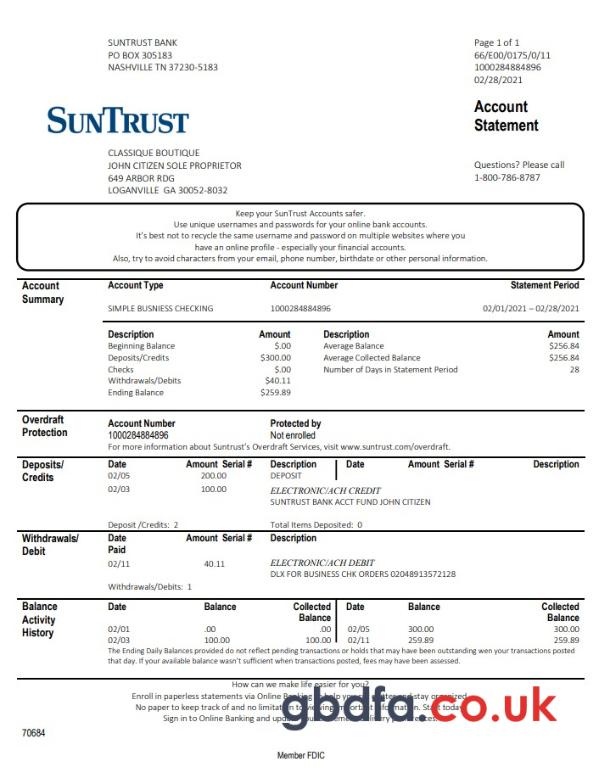 SUNTRUST BANK
PO BOX 305183
NASHVILLE TN 37230-5183
Page 1 of 1
66/E00/0175/0/11
1000284884896
02/28/2021
SUNTRUST
Account
Statement
CLASSIQUE BOUTIQUE
JOHN CITIZEN SOLE PROPRIETOR
649 ARBOR RDG
LOGANVILLE GA 30052-8032
Questions? Please call
1-800-786-8787
Keep your SunTrust Accounts safer.
Use unique usernames and passwords for your online bank accounts.
It's best not to recycle the same username and password on multiple websites where you
have an online profile - especially your financial accounts.
Also, try to avoid characters from your email, phone number, birthdate or other personal information.
Account
Summary
Account Type Account Number Statement Period
SIMPLE BUSNIESS CHECKING 1000284884896 02/01/2021 – 02/28/2021
Description Amount Description Amount
Beginning Balance $.00 Average Balance $256.84
Deposits/Credits $300.00 Average Collected Balance $256.84
Checks $.00 Number of Days in Statement Period 28
Withdrawals/Debits $40.11
Ending Balance $259.89
Overdraft
Protection
Account Number Protected by
1000284884896 Not enrolled
For more information about Suntrust's Overdraft Services, visit www.suntrust.com/overdraft.
Deposits/
Credits
Date Amount Serial # Description Date Amount Serial # Description
02/05 200.00 DEPOSIT
02/03 100.00 ELECTRONIC/ACH CREDIT
SUNTRUST BANK ACCT FUND JOHN CITIZEN
Deposit /Credits: 2 Total Items Deposited: 0
Withdrawals/
Debit
Date
Paid
Amount Serial # Description
02/11 40.11 ELECTRONIC/ACH DEBIT
DLX FOR BUSINESS CHK ORDERS 02048913572128
Withdrawals/Debits: 1
Balance
Activity
History
Date Balance Collected
Balance
Date Balance Collected
Balance
02/01 .00 .00 02/05 300.00 300.00
02/03 100.00 100.00 02/11 259.89 259.89
The Ending Daily Balances provided do not reflect pending transactions or holds that may have been outstanding wen your transactions posted
that day. If your available balance wasn't sufficient when transactions posted, fees may have been assessed.
How can we make life easier for you?
Enroll in paperless statements via Online Banking to help you and stay organized.
No paper to keep track of and no limitation to viewing important information. Start today
Sign in to Online Banking and delivery preferences.
gbdfa.co.uk
70684
Member FDIC